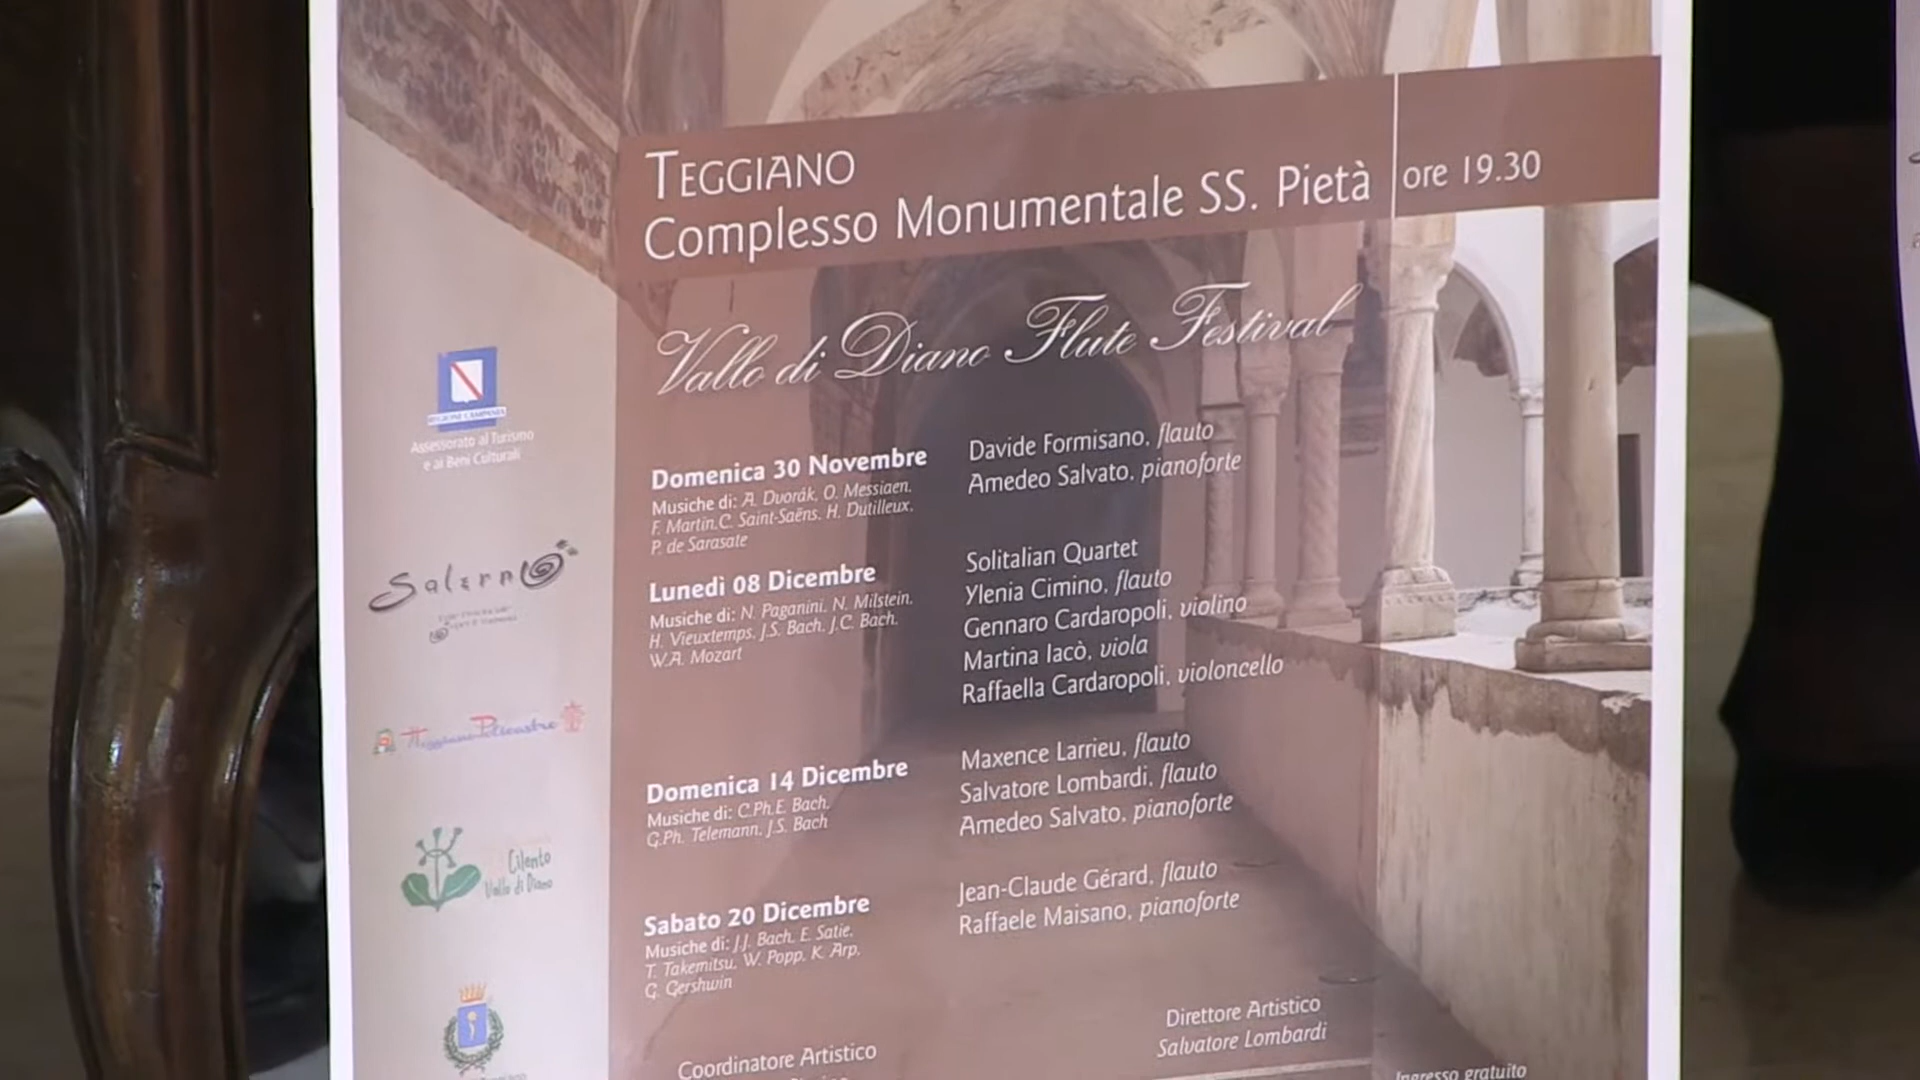 TEGGIANO
Complesso Monumentale SS. Pietà
ore 19.30
Vallo di Diano Flute Festival
REGIONE CAMPANIA
Assessorato al Turismo
e ai Beni Culturali
Salerno
Teggiano Policastro
Cilento
Vallo di Diano
Domenica 30 Novembre
Musiche di: A. Dvorák, O. Messiaen,
F. Martin, C. Saint-Saëns, H. Dutilleux,
P. de Sarasate
Davide Formisano, flauto
Amedeo Salvato, pianoforte
Lunedì 08 Dicembre
Musiche di: N. Paganini, N. Milstein,
H. Vieuxtemps, J.S. Bach, J.C. Bach,
W.A. Mozart
Solitalian Quartet
Ylenia Cimino, flauto
Gennaro Cardaropoli, violino
Martina Iacò, viola
Raffaella Cardaropoli, violoncello
Domenica 14 Dicembre
Musiche di: C.Ph.E. Bach,
G.Ph. Telemann, J.S. Bach
Maxence Larrieu, flauto
Salvatore Lombardi, flauto
Amedeo Salvato, pianoforte
Sabato 20 Dicembre
Musiche di: J.J. Bach, E. Satie,
T. Takemitsu, W. Popp, K. Arp,
G. Gershwin
Jean-Claude Gérard, flauto
Raffaele Maisano, pianoforte
Direttore Artistico
Salvatore Lombardi
Coordinatore Artistico
Ingresso gratuito